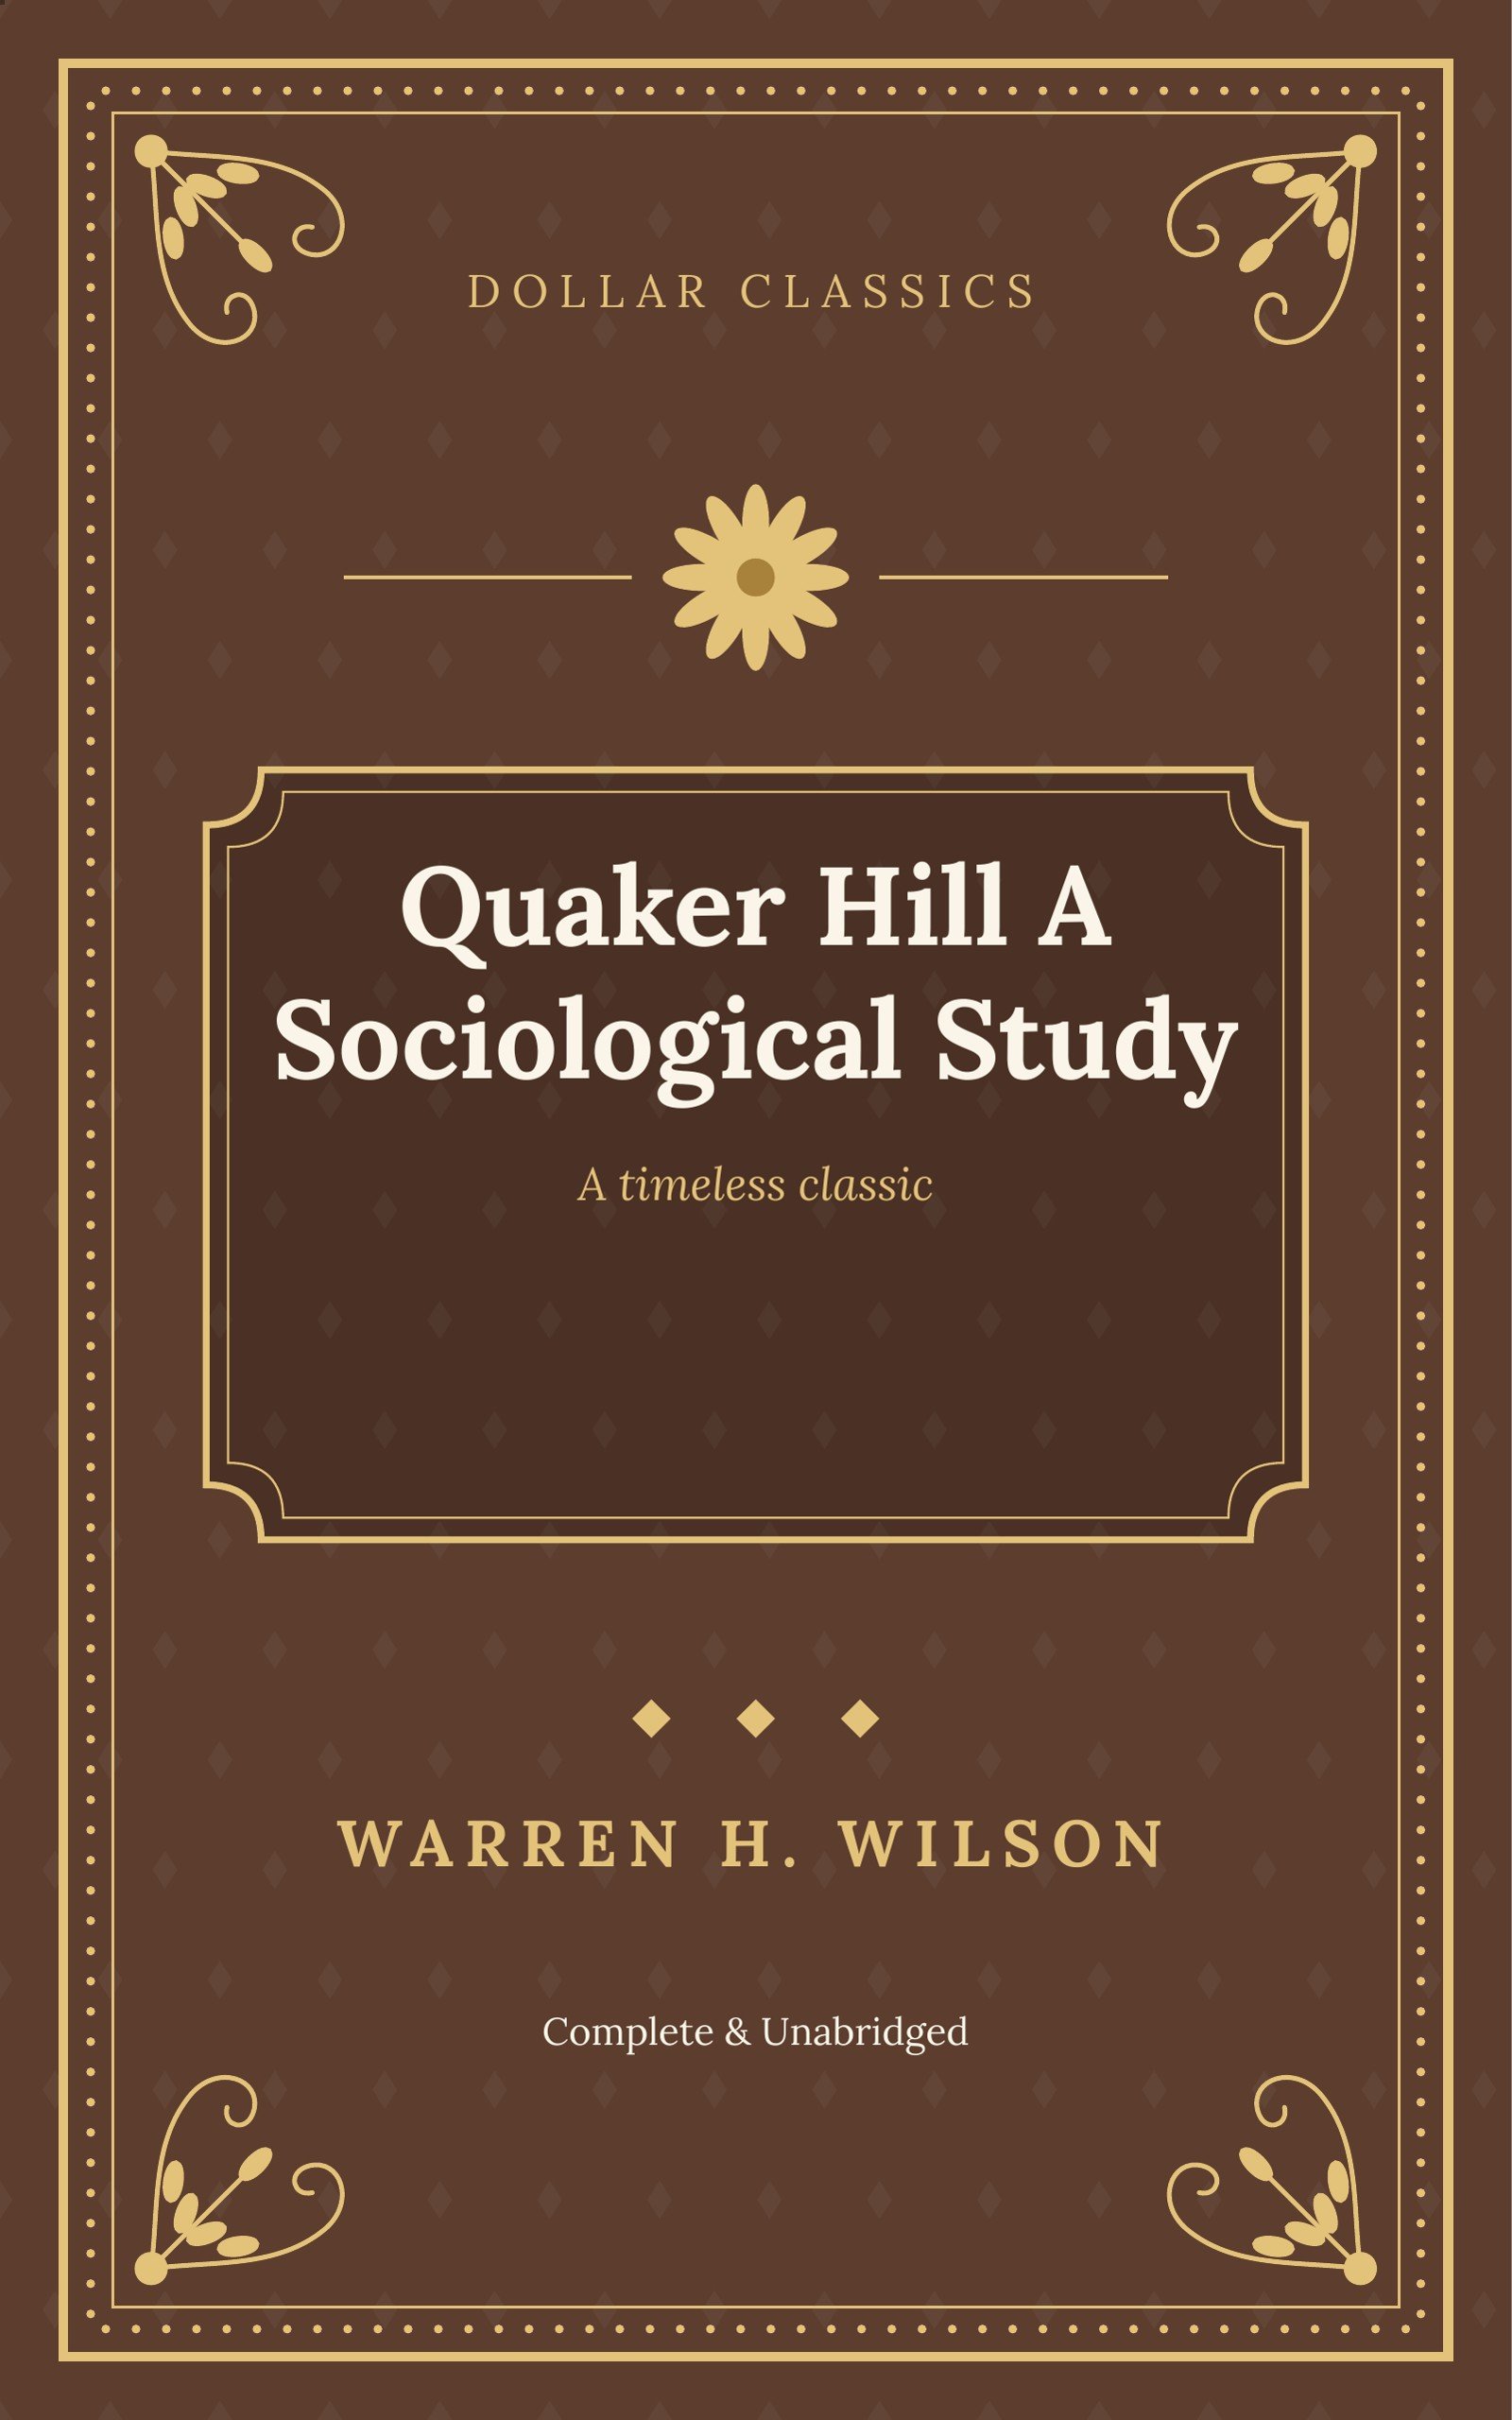 DOLLAR CLASSICS
Quaker Hill A
Sociological Study
A timeless classic
WARREN H. WILSON
Complete & Unabridged